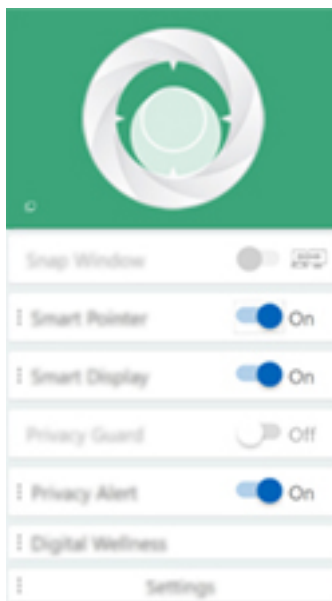 Snap Window
Smart Pointer On
Smart Display On
Privacy Guard Off
Privacy Alert On
Digital Wellness
Settings